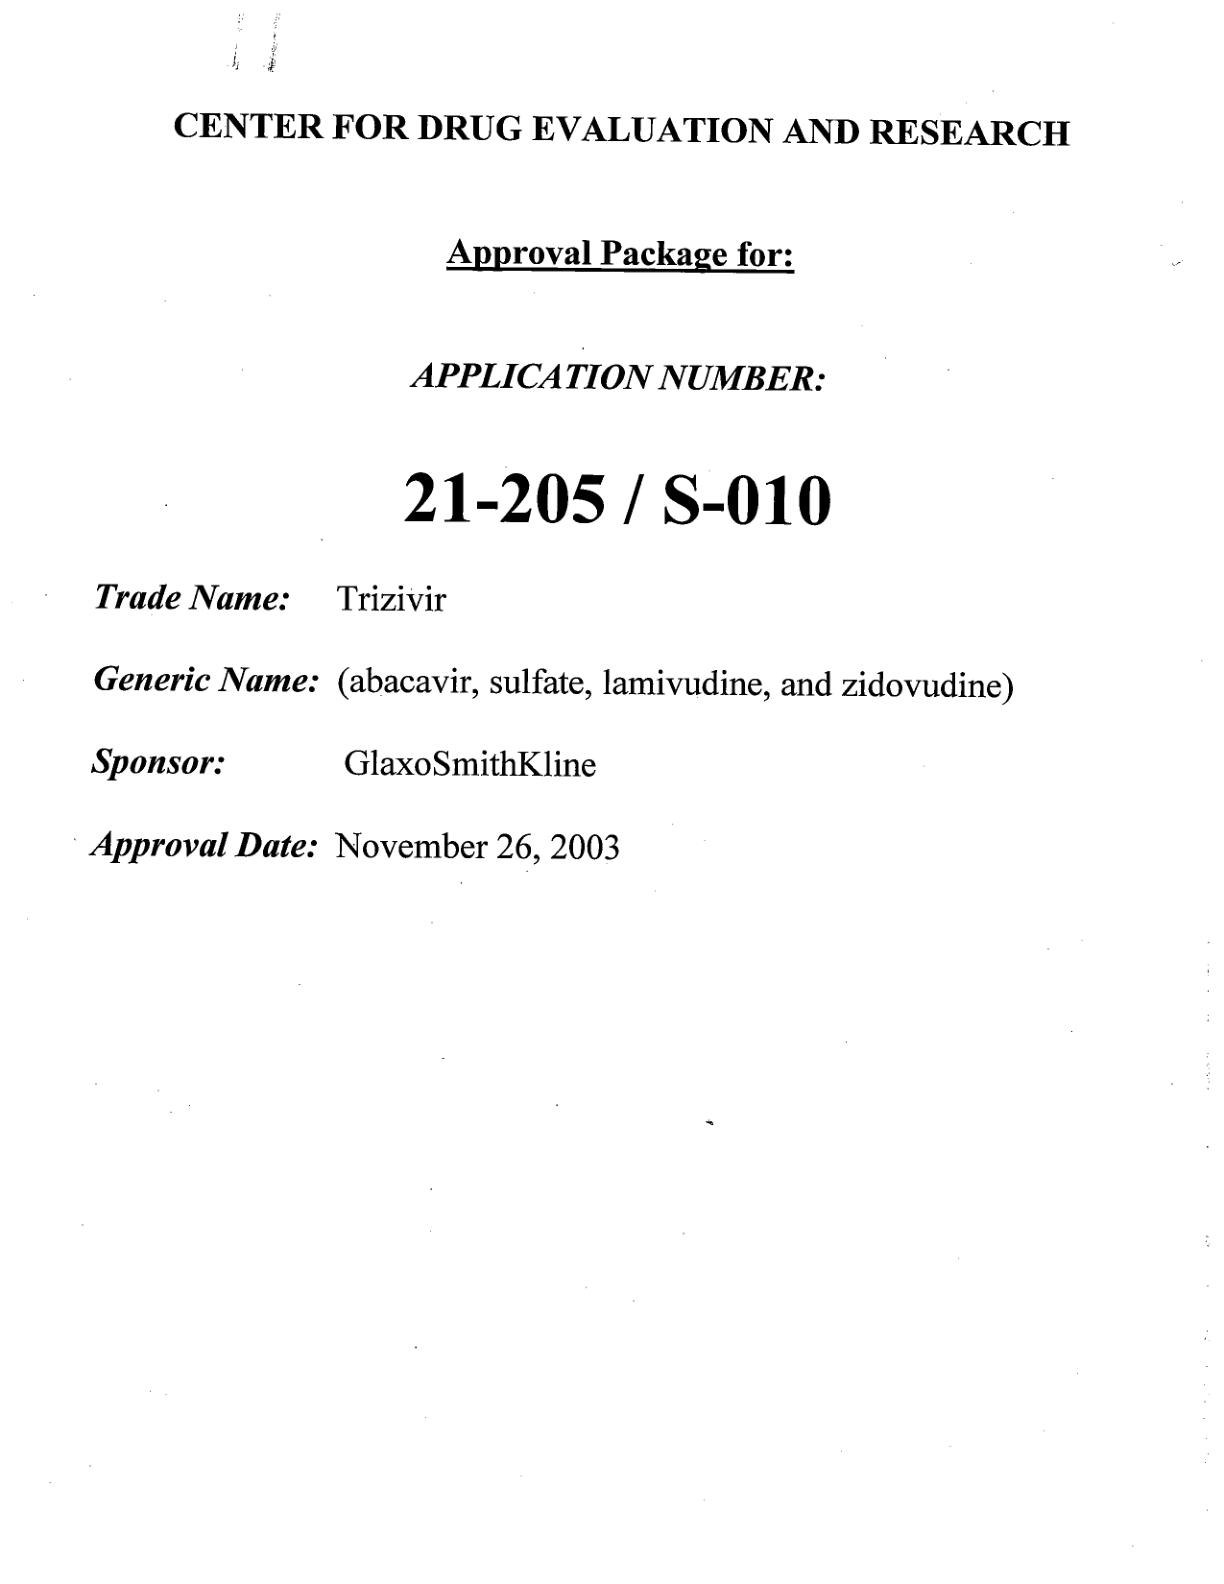 CENTER FOR DRUG EVALUATION AND RESEARCH
Approval Package for:
APPLICATION NUMBER:
21-205 / S-010
Trade Name: Trizivir
Generic Name: (abacavir, sulfate, lamivudine, and zidovudine)
Sponsor: GlaxoSmithKline
Approval Date: November 26, 2003